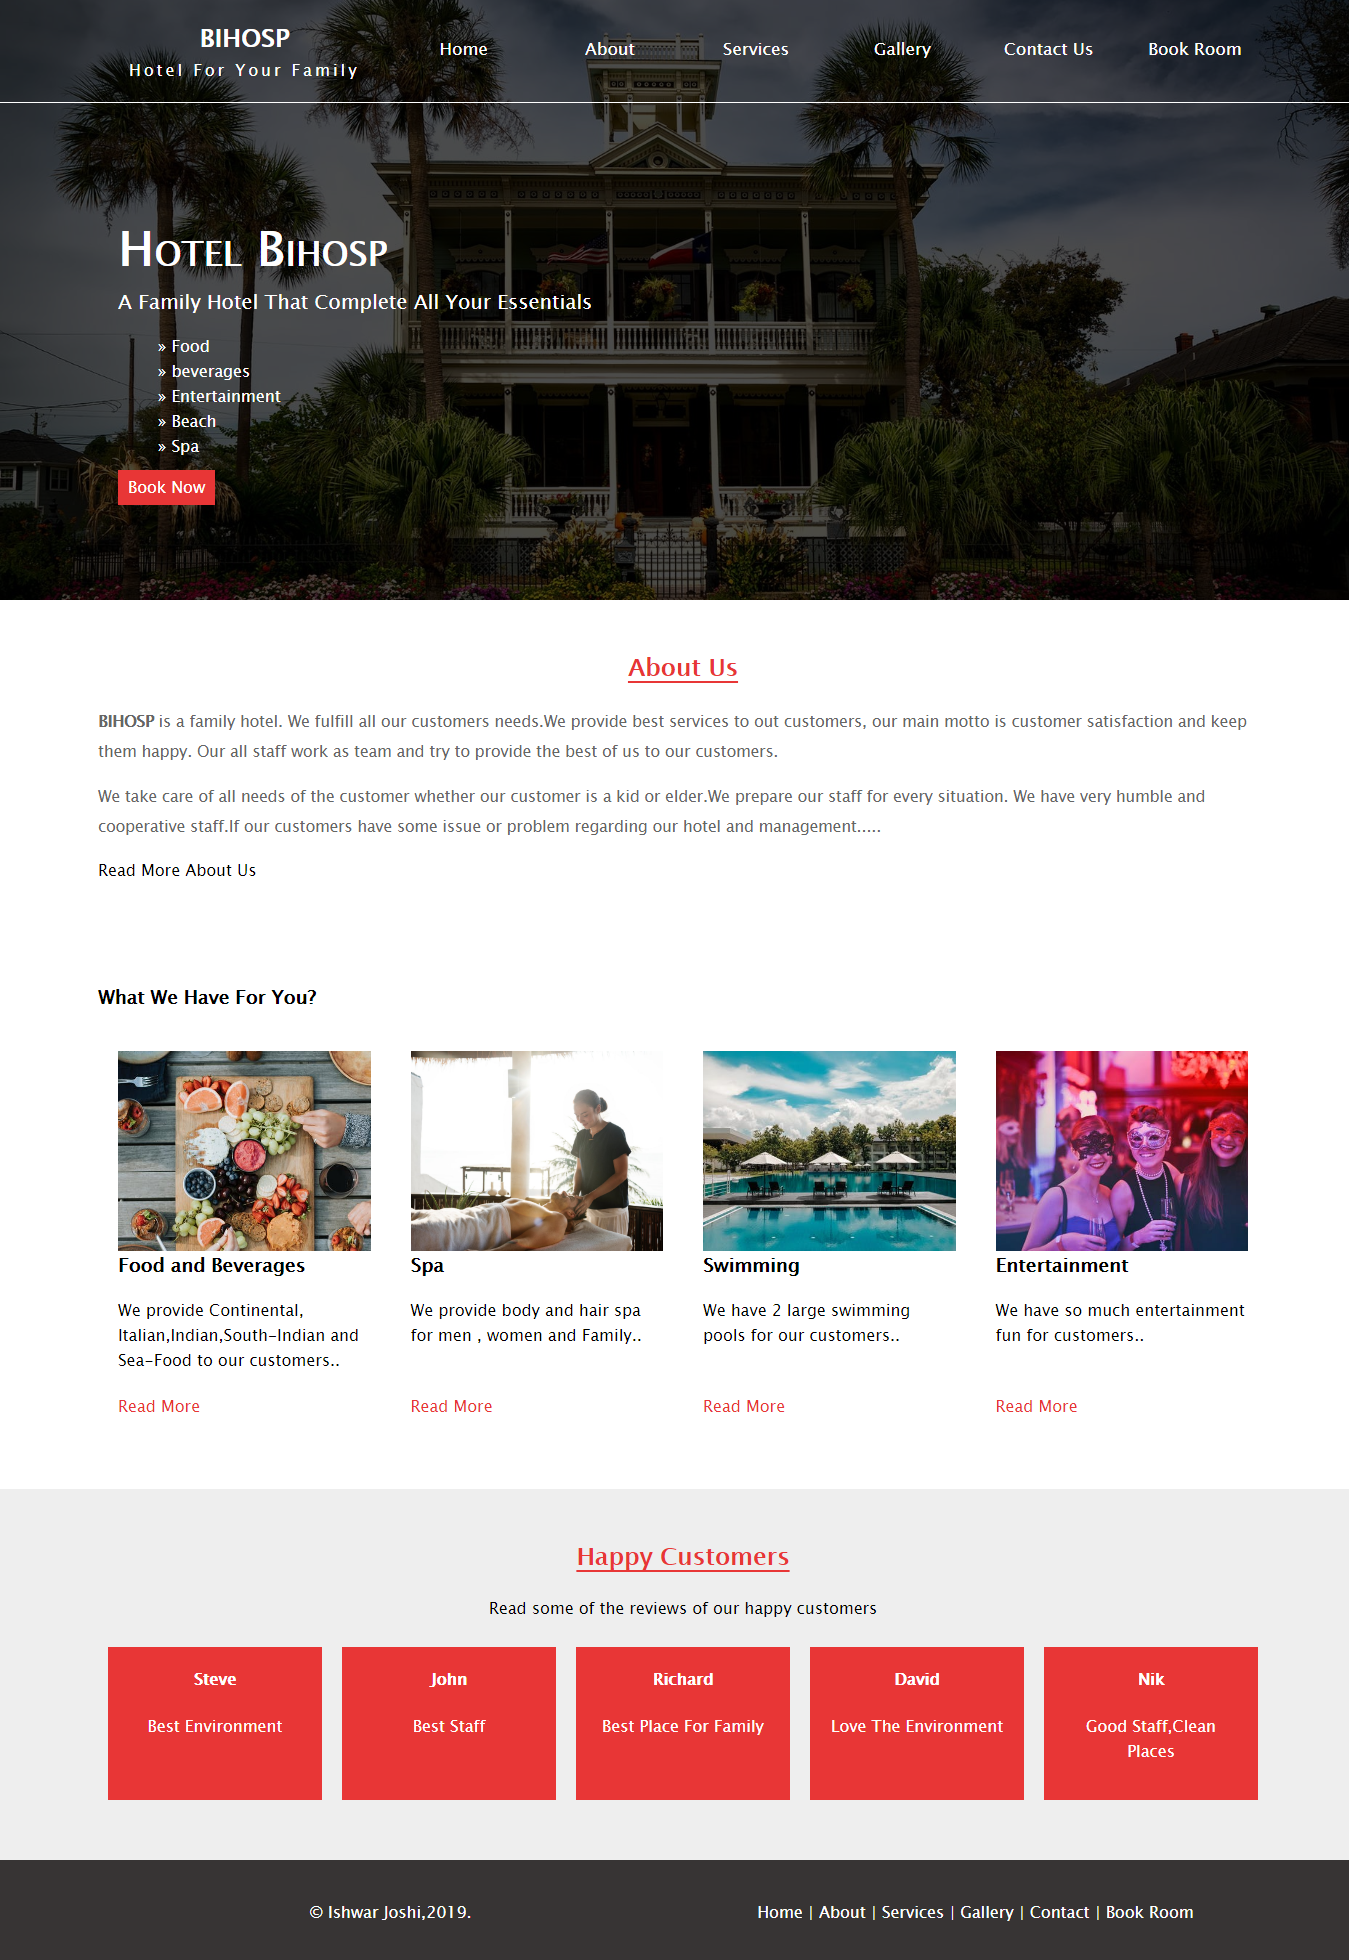 BIHOSP
Hotel For Your Family
Home
About
Services
Gallery
Contact Us
Book Room
Hotel Bihosp
A Family Hotel That Complete All Your Essentials
» Food
» beverages
» Entertainment
» Beach
» Spa
Book Now
About Us
BIHOSP is a family hotel. We fulfill all our customers needs.We provide best services to out customers, our main motto is customer satisfaction and keep
them happy. Our all staff work as team and try to provide the best of us to our customers.
We take care of all needs of the customer whether our customer is a kid or elder.We prepare our staff for every situation. We have very humble and
cooperative staff.If our customers have some issue or problem regarding our hotel and management.....
Read More About Us
What We Have For You?
Food and Beverages
We provide Continental,
Italian,Indian,South-Indian and
Sea-Food to our customers..
Read More
Spa
We provide body and hair spa
for men , women and Family..
Read More
Swimming
We have 2 large swimming
pools for our customers..
Read More
Entertainment
We have so much entertainment
fun for customers..
Read More
Happy Customers
Read some of the reviews of our happy customers
Steve
Best Environment
John
Best Staff
Richard
Best Place For Family
David
Love The Environment
Nik
Good Staff,Clean
Places
© Ishwar Joshi,2019.
Home | About | Services | Gallery | Contact | Book Room